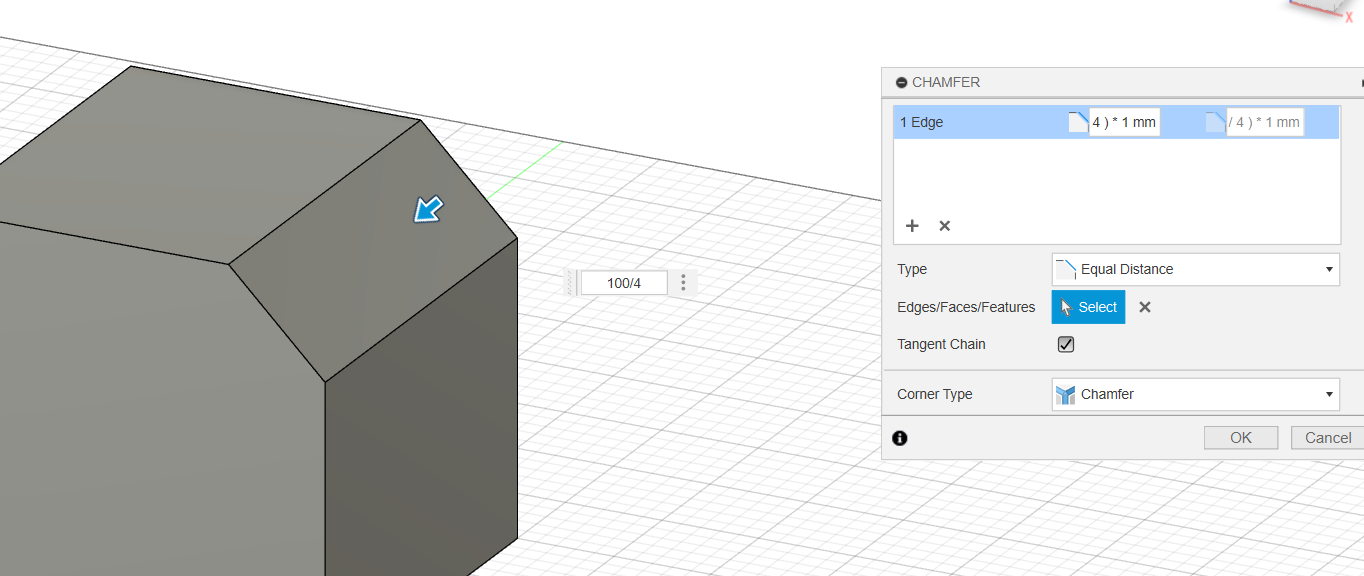 X
CHAMFER
1 Edge 4 ) * 1 mm / 4 ) * 1 mm
100/4
Type Equal Distance
Edges/Faces/Features Select
Tangent Chain
Corner Type Chamfer
OK Cancel